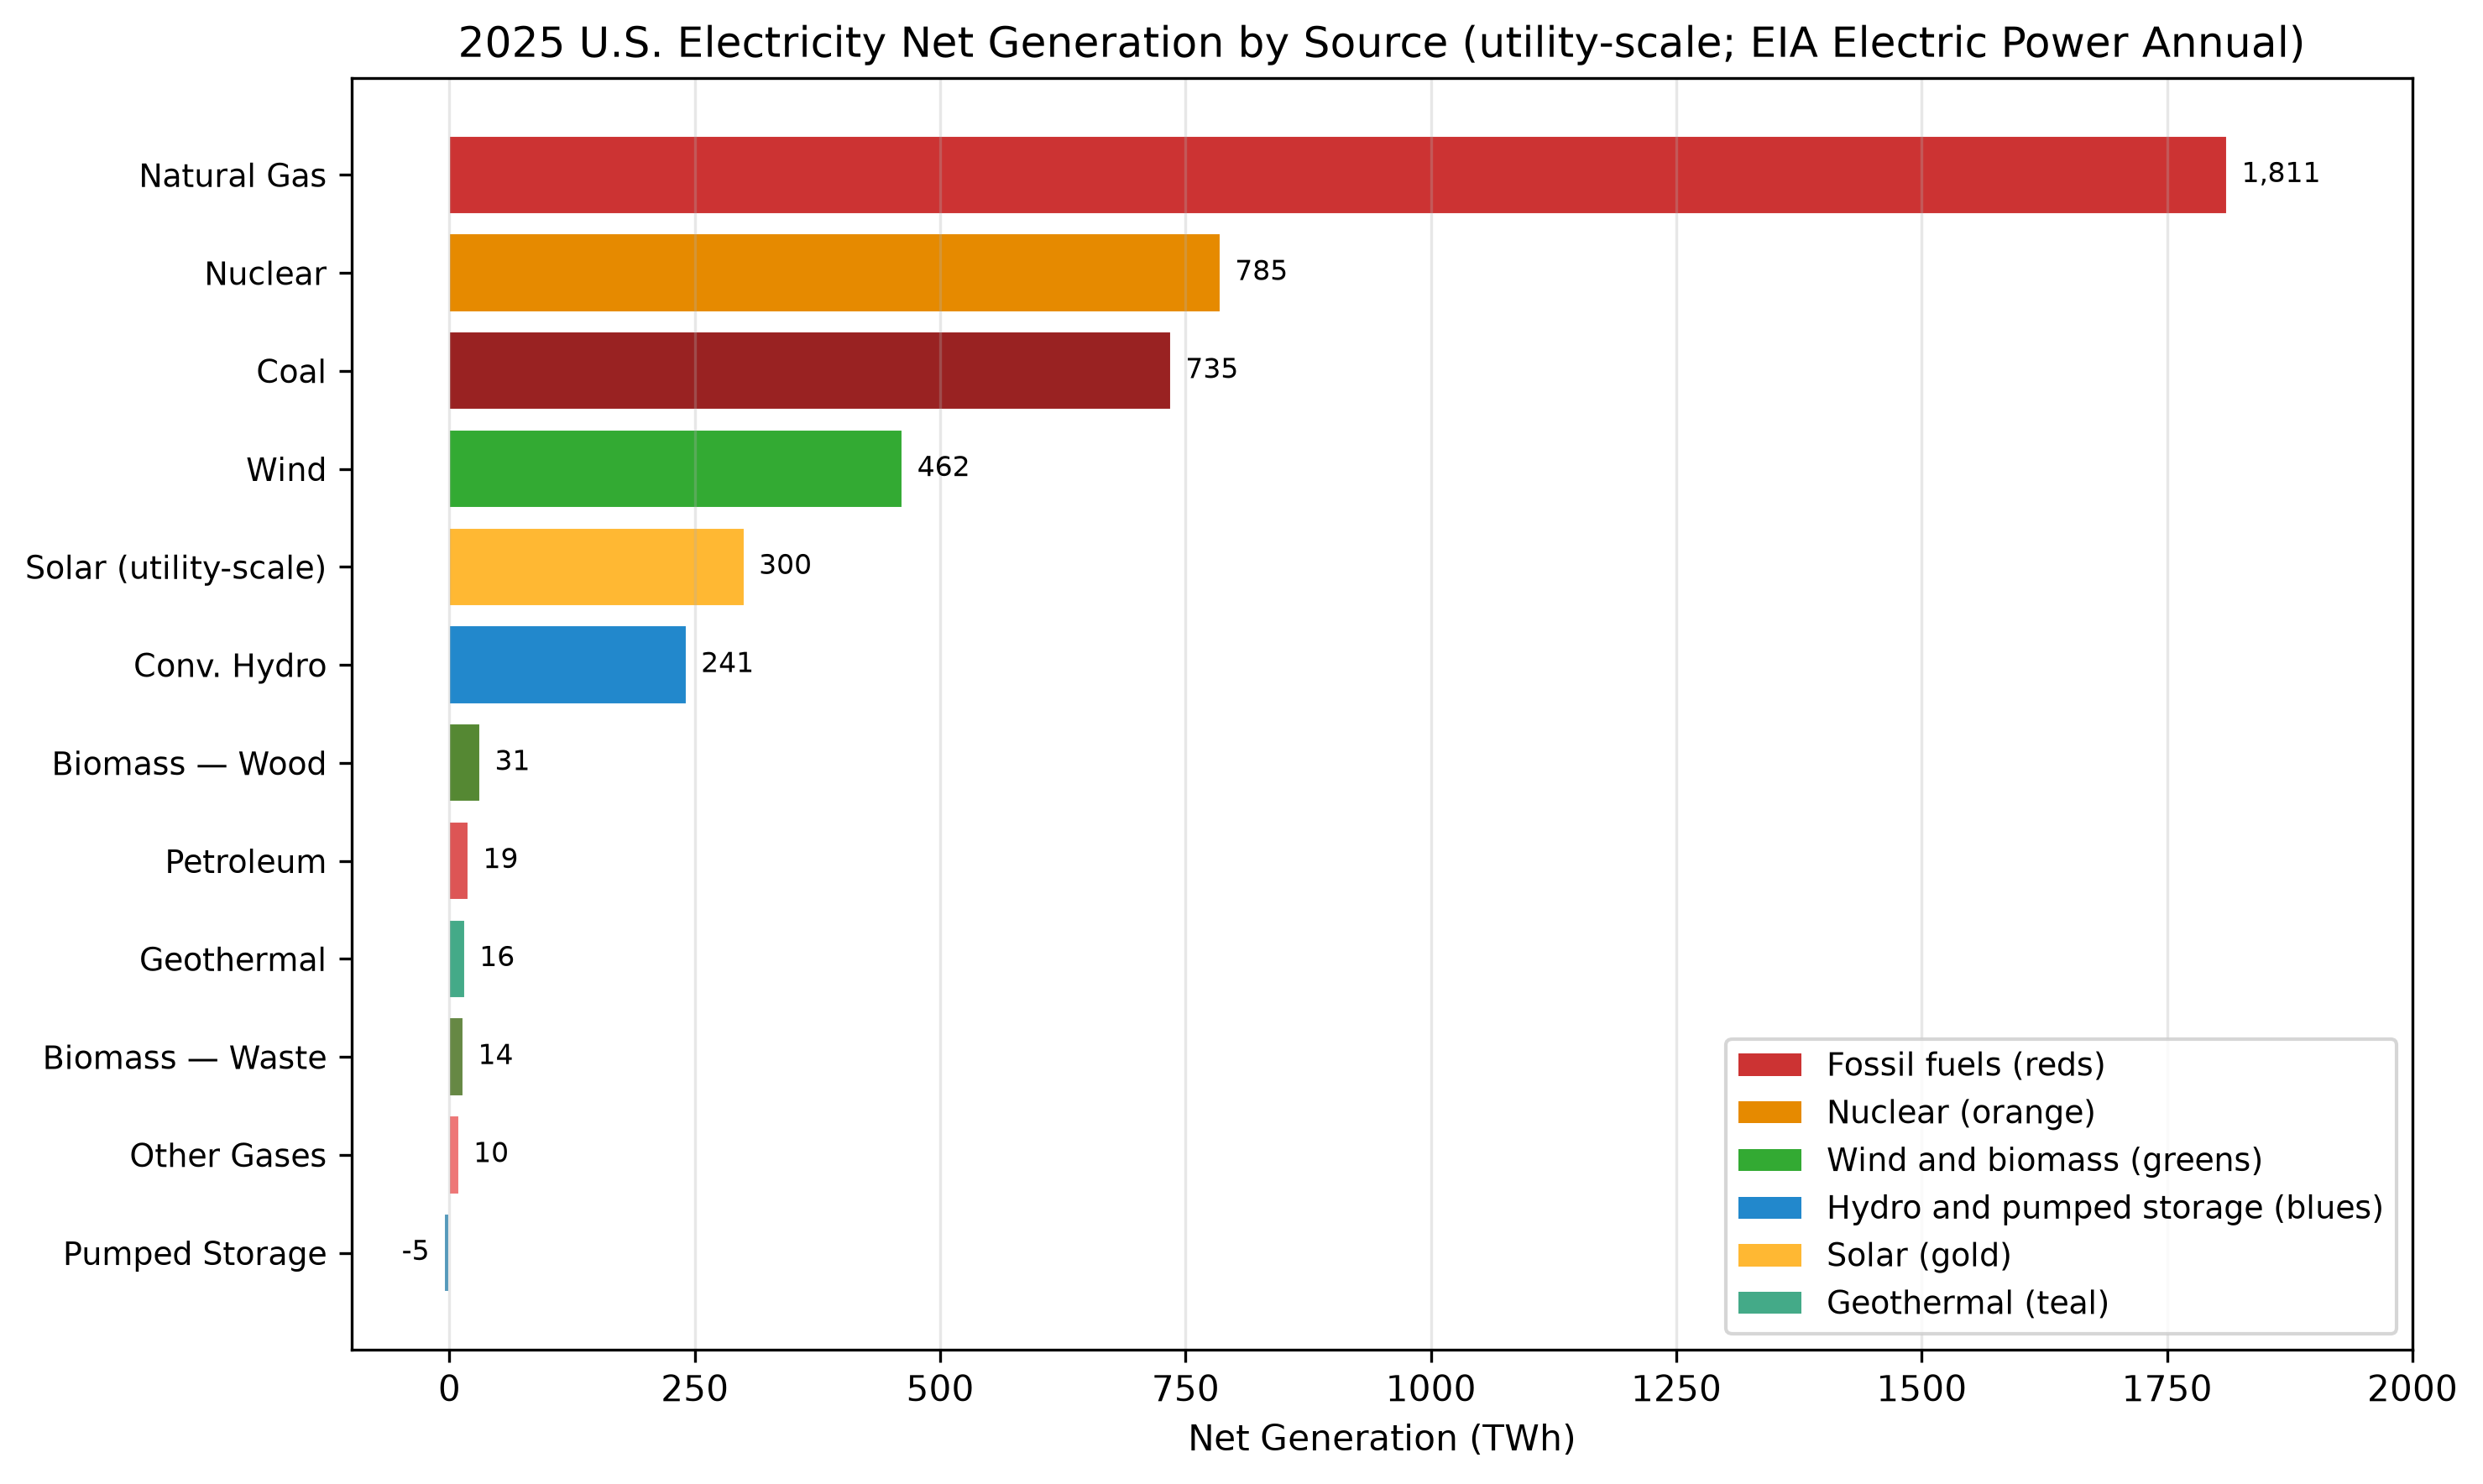 2025 U.S. Electricity Net Generation by Source (utility-scale; EIA Electric Power Annual)
Natural Gas 1,811
Nuclear 785
Coal 735
Wind 462
Solar (utility-scale) 300
Conv. Hydro 241
Biomass — Wood 31
Petroleum 19
Geothermal 16
Biomass — Waste 14
Other Gases 10
Pumped Storage -5
Fossil fuels (reds)
Nuclear (orange)
Wind and biomass (greens)
Hydro and pumped storage (blues)
Solar (gold)
Geothermal (teal)
0 250 500 750 1000 1250 1500 1750 2000
Net Generation (TWh)